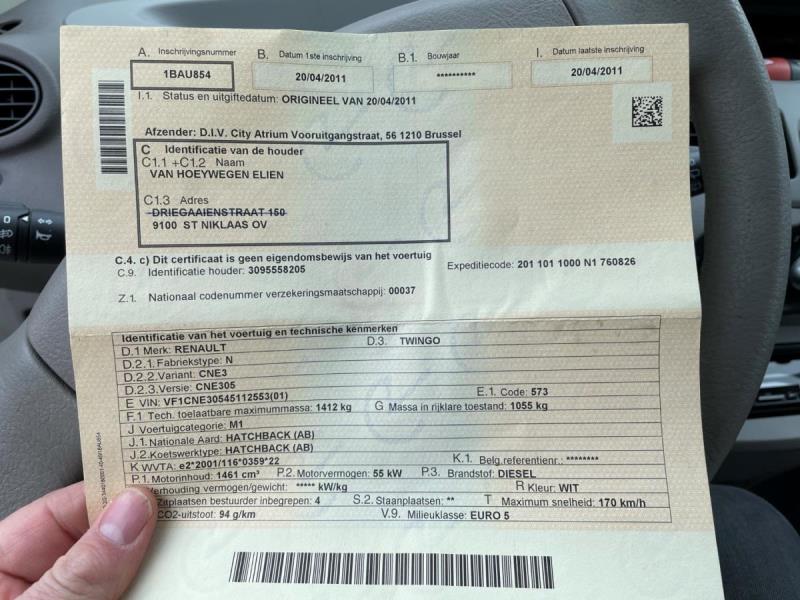 A. Inschrijvingsnummer B. Datum 1ste inschrijving B.1. Bouwjaar I. Datum laatste inschrijving
1BAU854 20/04/2011 ********** 20/04/2011
I.1. Status en uitgiftedatum: ORIGINEEL VAN 20/04/2011
Afzender: D.I.V. City Atrium Vooruitgangstraat, 56 1210 Brussel
C Identificatie van de houder
C1.1 +C1.2 Naam
VAN HOEYWEGEN ELIEN
C1.3 Adres
DRIEGAAIENSTRAAT 150
9100 ST NIKLAAS OV
C.4. c) Dit certificaat is geen eigendomsbewijs van het voertuig
C.9. Identificatie houder: 3095558205 Expeditiecode: 201 101 1000 N1 760826
Z.1. Nationaal codenummer verzekeringsmaatschappij: 00037
Identificatie van het voertuig en technische kenmerken
D.1 Merk: RENAULT D.3. TWINGO
D.2.1. Fabriekstype: N
D.2.2. Variant: CNE3
D.2.3. Versie: CNE305
E VIN: VF1CNE30545112553(01) E.1. Code: 573
F.1 Tech. toelaatbare maximummassa: 1412 kg G Massa in rijklare toestand: 1055 kg
J Voertuigcategorie: M1
J.1. Nationale Aard: HATCHBACK (AB)
J.2. Koetswerktype: HATCHBACK (AB)
K WVTA: e2*2001/116*0359*22 K.1. Belg.referentienr.: ********
P.1. Motorinhoud: 1461 cm³ P.2. Motorvermogen: 55 kW P.3. Brandstof: DIESEL
Verhouding vermogen/gewicht: ***** kW/kg R Kleur: WIT
Zitplaatsen bestuurder inbegrepen: 4 S.2. Staanplaatsen: ** T Maximum snelheid: 170 km/h
CO2-uitstoot: 94 g/km V.9. Milieuklasse: EURO 5